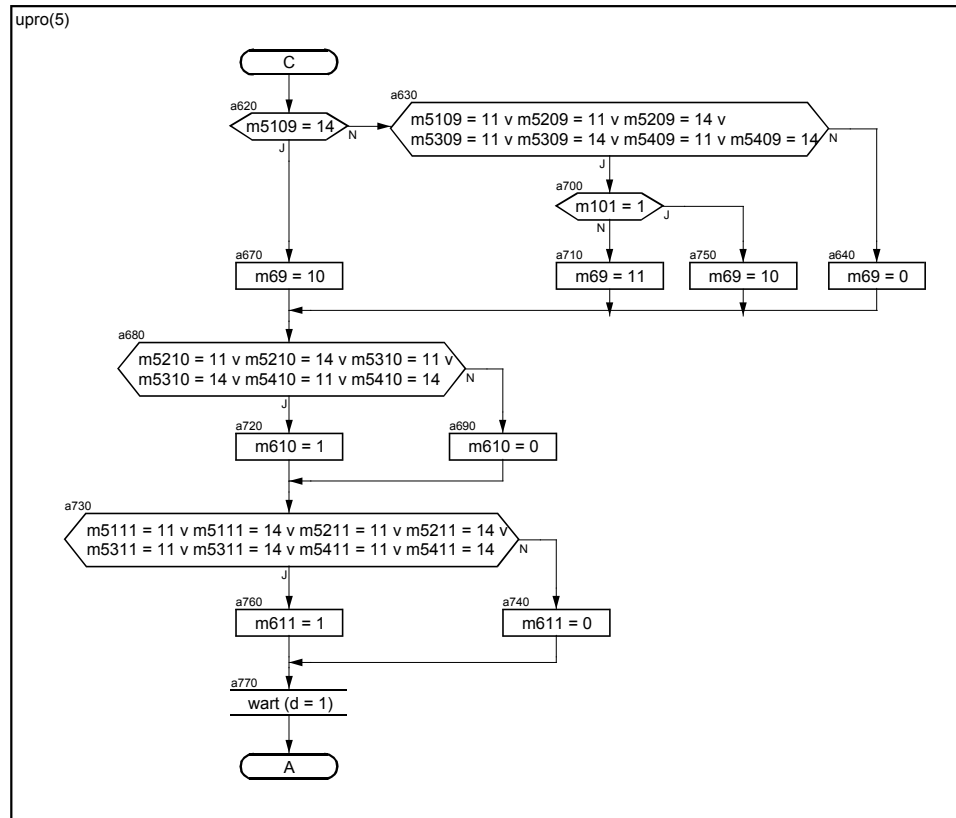 upro(5)
C
a620
m5109 = 14
N
J
a630
m5109 = 11 v m5209 = 11 v m5209 = 14 v
m5309 = 11 v m5309 = 14 v m5409 = 11 v m5409 = 14
N
J
a700
m101 = 1
J
N
a670
m69 = 10
a710
m69 = 11
a750
m69 = 10
a640
m69 = 0
a680
m5210 = 11 v m5210 = 14 v m5310 = 11 v
m5310 = 14 v m5410 = 11 v m5410 = 14
N
J
a720
m610 = 1
a690
m610 = 0
a730
m5111 = 11 v m5111 = 14 v m5211 = 11 v m5211 = 14 v
m5311 = 11 v m5311 = 14 v m5411 = 11 v m5411 = 14
N
J
a760
m611 = 1
a740
m611 = 0
a770
wart (d = 1)
A